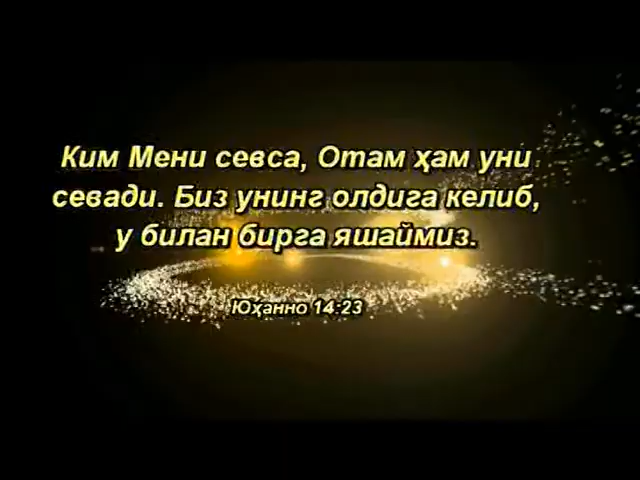 Ким Мени севса, Отам ҳам уни
севади. Биз унинг олдига келиб,
у билан бирга яшаймиз.
Юҳанно 14:23